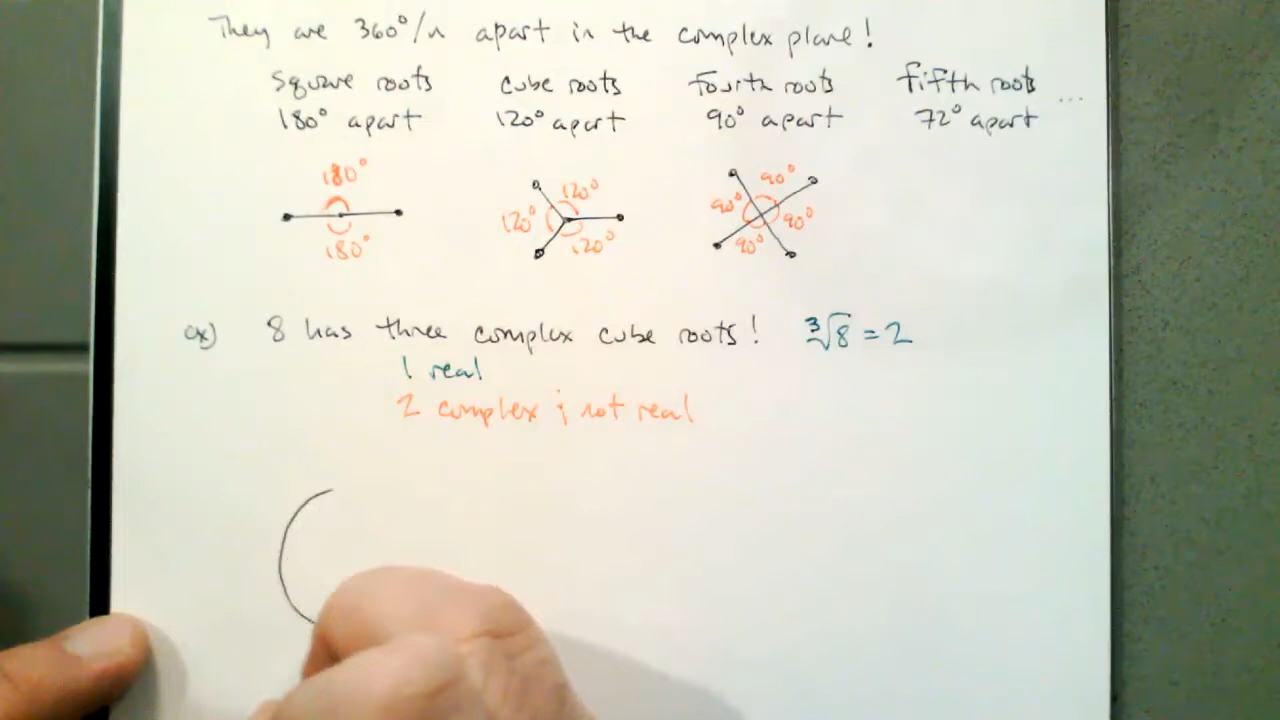 They are 360°/n apart in the complex plane!
square roots cube roots fourth roots fifth roots
180° apart 120° apart 90° apart 72° apart ...
180° 120° 90°
120° 90° 90°
180° 120° 90°
ex) 8 has three complex cube roots! ∛8 = 2
1 real
2 complex ; not real